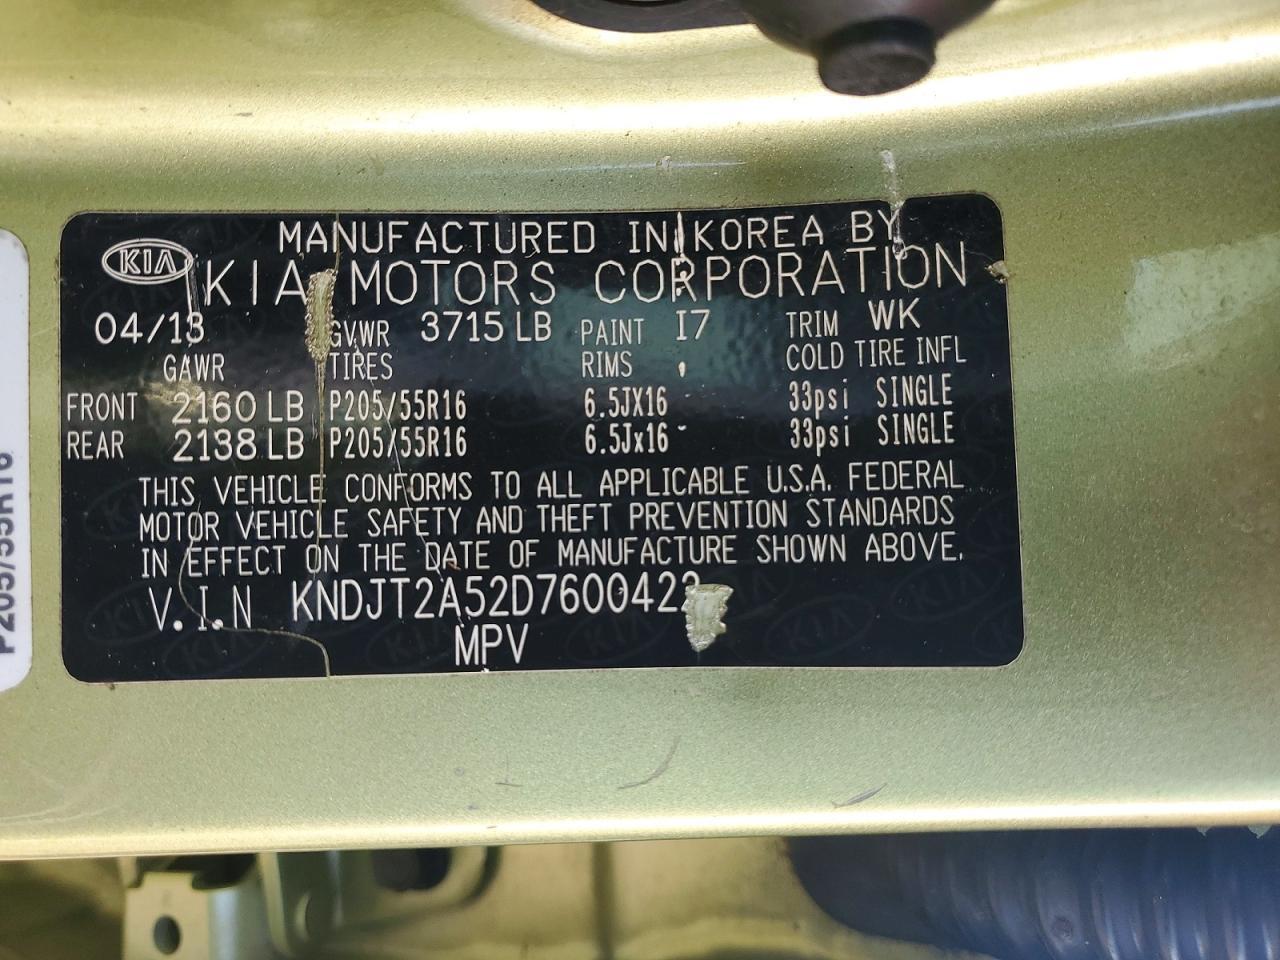 MANUFACTURED IN KOREA BY
KIA KIA MOTORS CORPORATION
04/13 GVWR 3715 LB PAINT I7 TRIM WK
GAWR TIRES RIMS COLD TIRE INFL
FRONT 2160 LB P205/55R16 6.5JX16 33psi SINGLE
REAR 2138 LB P205/55R16 6.5Jx16 33psi SINGLE
THIS VEHICLE CONFORMS TO ALL APPLICABLE U.S.A. FEDERAL
MOTOR VEHICLE SAFETY AND THEFT PREVENTION STANDARDS
IN EFFECT ON THE DATE OF MANUFACTURE SHOWN ABOVE.
V.I.N KNDJT2A52D7600422
MPV
P205/55R16